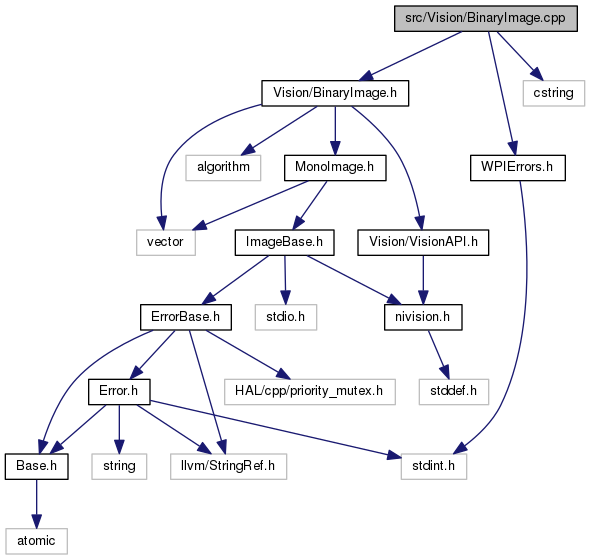 src/Vision/BinaryImage.cpp
Vision/BinaryImage.h
cstring
algorithm
MonoImage.h
WPIErrors.h
vector
ImageBase.h
Vision/VisionAPI.h
ErrorBase.h
stdio.h
nivision.h
Error.h
HAL/cpp/priority_mutex.h
stddef.h
Base.h
string
llvm/StringRef.h
stdint.h
atomic